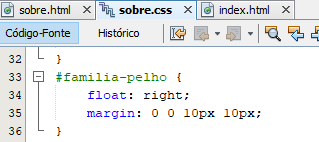 sobre.html sobre.css index.html
Código-Fonte Histórico
32 }
33 #familia-pelho {
34 float: right;
35 margin: 0 0 10px 10px;
36 }